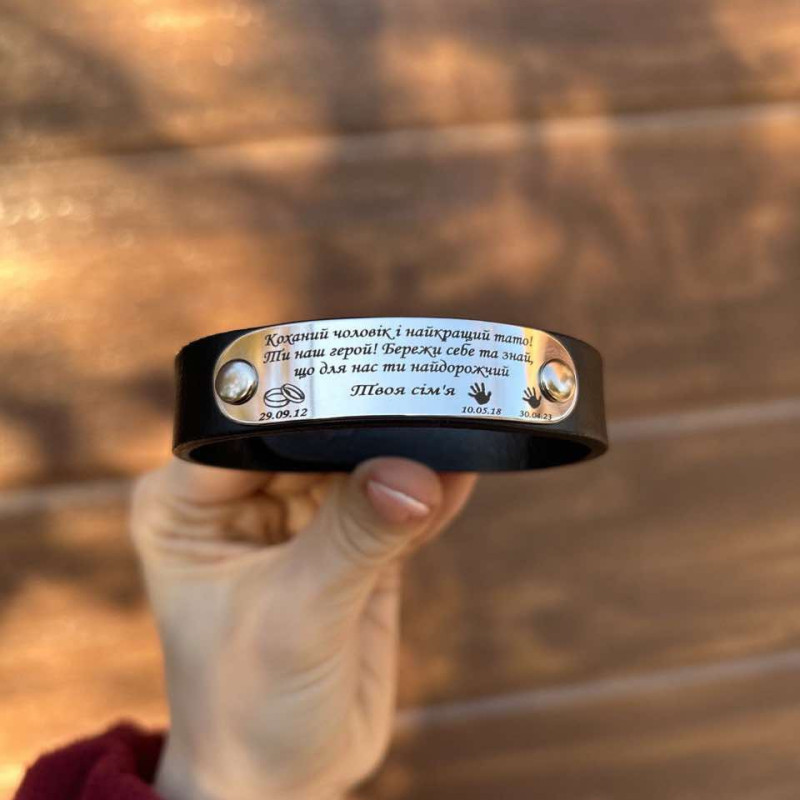 Коханий чоловік і найкращий тато!
Ти наш герой! Бережи себе та знай,
що для нас ти найдорожчий
Твоя сім'я
29.09.12
10.05.18
30.04.23